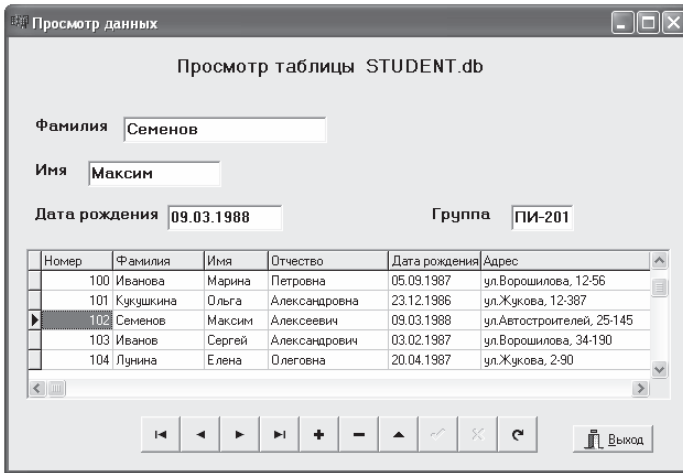 Просмотр данных
Просмотр таблицы STUDENT.db
Фамилия Семенов
Имя Максим
Дата рождения 09.03.1988 Группа ПИ-201
Номер Фамилия Имя Отчество Дата рождения Адрес
100 Иванова Марина Петровна 05.09.1987 ул.Ворошилова, 12-56
101 Кукушкина Ольга Александровна 23.12.1986 ул.Жукова, 12-387
102 Семенов Максим Алексеевич 09.03.1988 ул.Автостроителей, 25-145
103 Иванов Сергей Александрович 03.02.1987 ул.Ворошилова, 34-190
104 Лунина Елена Олеговна 20.04.1987 ул.Жукова, 2-90
Выход